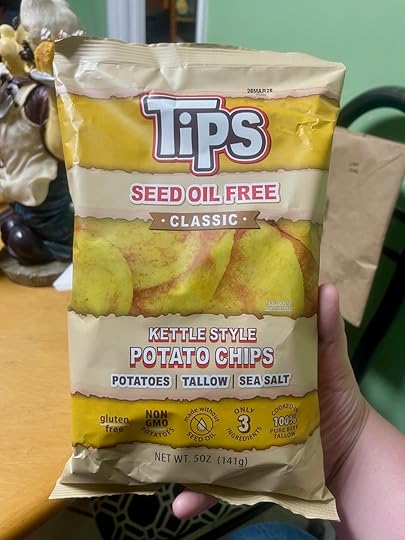 28MAR26
TiPS
SEED OIL FREE
• CLASSIC •
KETTLE STYLE
POTATO CHIPS
POTATOES | TALLOW | SEA SALT
gluten free
NON GMO POTATOES
made without SEED OIL
ONLY 3 INGREDIENTS
COOKED IN 100% PURE BEEF TALLOW
NET WT. 5OZ (141g)